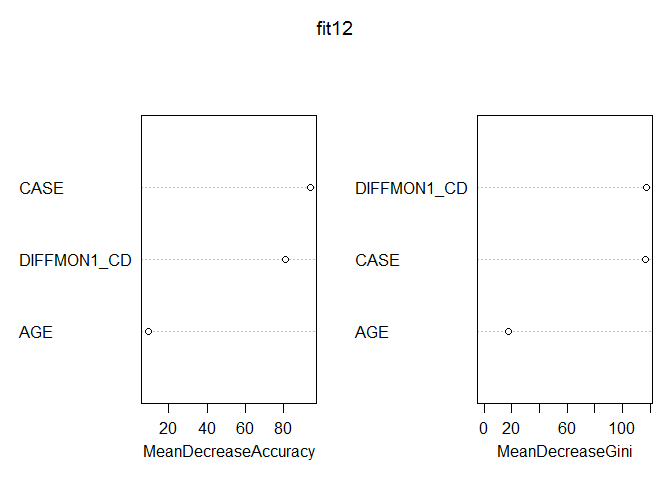 fit12
CASE
DIFFMON1_CD
AGE
20 40 60 80
MeanDecreaseAccuracy
DIFFMON1_CD
CASE
AGE
0 20 60 100
MeanDecreaseGini